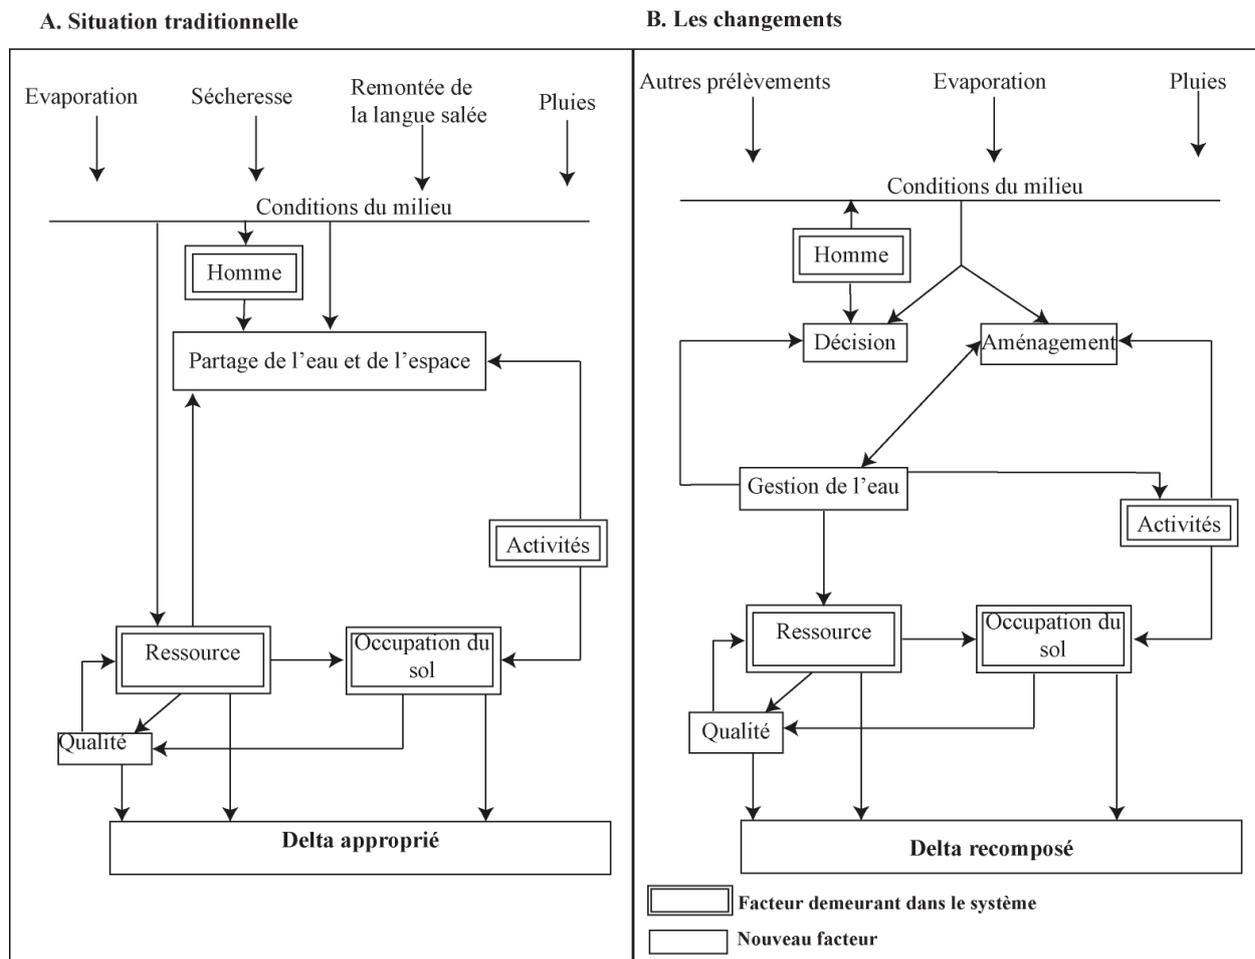 A. Situation traditionnelle
Evaporation
Sécheresse
Remontée de
la langue salée
Pluies
Conditions du milieu
Homme
Partage de l'eau et de l'espace
Activités
Ressource
Occupation du
sol
Qualité
Delta approprié
B. Les changements
Autres prélèvements
Evaporation
Pluies
Conditions du milieu
Homme
Décision
Aménagement
Gestion de l'eau
Activités
Ressource
Occupation du
sol
Qualité
Delta recomposé
Facteur demeurant dans le système
Nouveau facteur